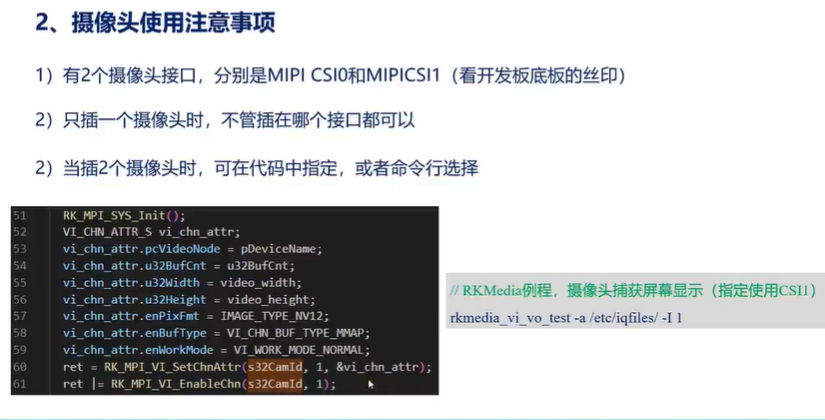 2、摄像头使用注意事项
1）有2个摄像头接口，分别是MIPI CSI0和MIPICSI1（看开发板底板的丝印）
2）只插一个摄像头时，不管插在哪个接口都可以
2）当插2个摄像头时，可在代码中指定，或者命令行选择
51 RK_MPI_SYS_Init();
52 VI_CHN_ATTR_S vi_chn_attr;
53 vi_chn_attr.pcVideoNode = pDeviceName;
54 vi_chn_attr.u32BufCnt = u32BufCnt;
55 vi_chn_attr.u32Width = video_width;
56 vi_chn_attr.u32Height = video_height;
57 vi_chn_attr.enPixFmt = IMAGE_TYPE_NV12;
58 vi_chn_attr.enBufType = VI_CHN_BUF_TYPE_MMAP;
59 vi_chn_attr.enWorkMode = VI_WORK_MODE_NORMAL;
60 ret = RK_MPI_VI_SetChnAttr(s32CamId, 1, &vi_chn_attr);
61 ret |= RK_MPI_VI_EnableChn(s32CamId, 1);
// RKMedia例程，摄像头捕获屏幕显示（指定使用CSI1）
rkmedia_vi_vo_test -a /etc/iqfiles/ -I 1